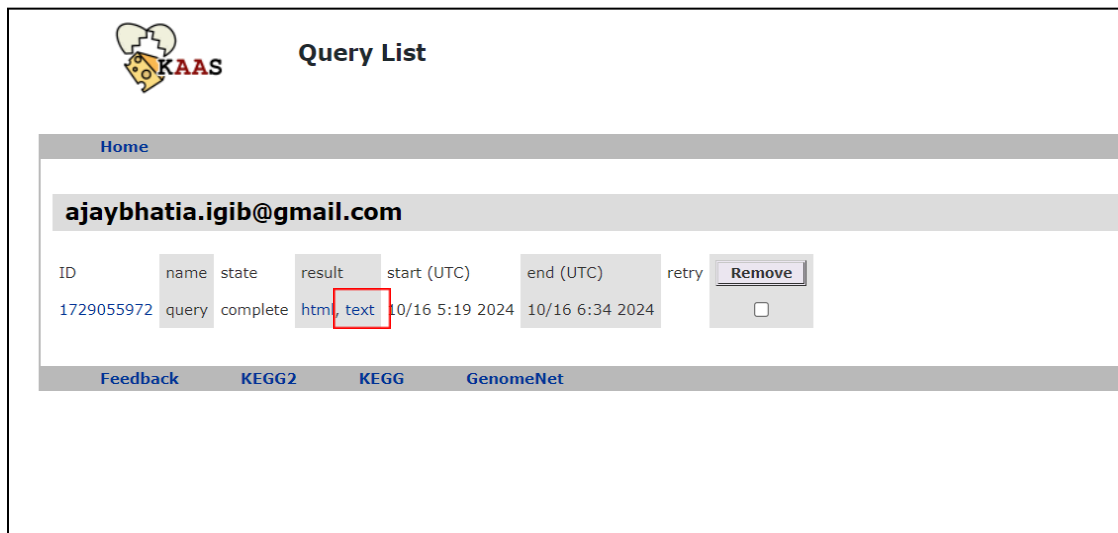 KAAS
Query List
Home
ajaybhatia.igib@gmail.com
ID name state result start (UTC) end (UTC) retry Remove
1729055972 query complete html, text 10/16 5:19 2024 10/16 6:34 2024
Feedback KEGG2 KEGG GenomeNet